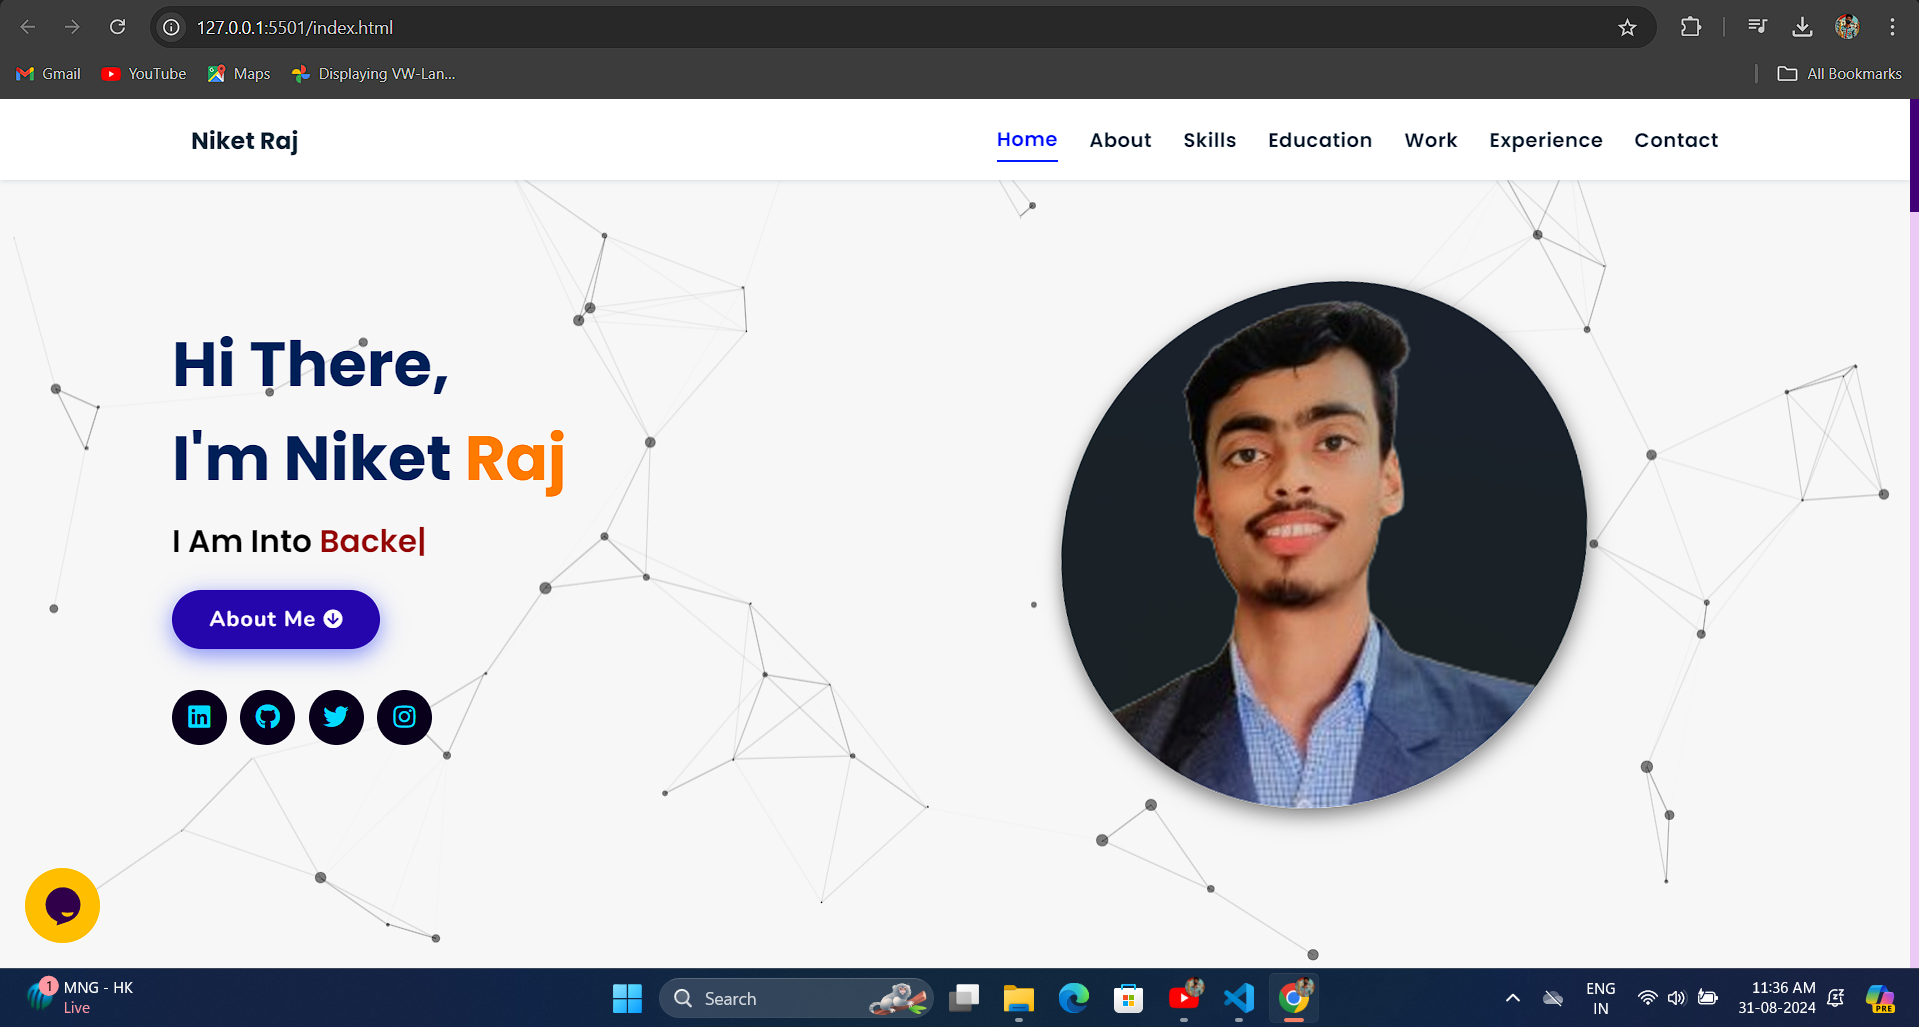 127.0.0.1:5501/index.html
Gmail YouTube Maps Displaying VW-Lan... All Bookmarks
Niket Raj Home About Skills Education Work Experience Contact
Hi There,
I'm Niket Raj
I Am Into Backe|
About Me
MNG - HK
Live
1
Search
PRE
ENG
IN
11:36 AM
31-08-2024